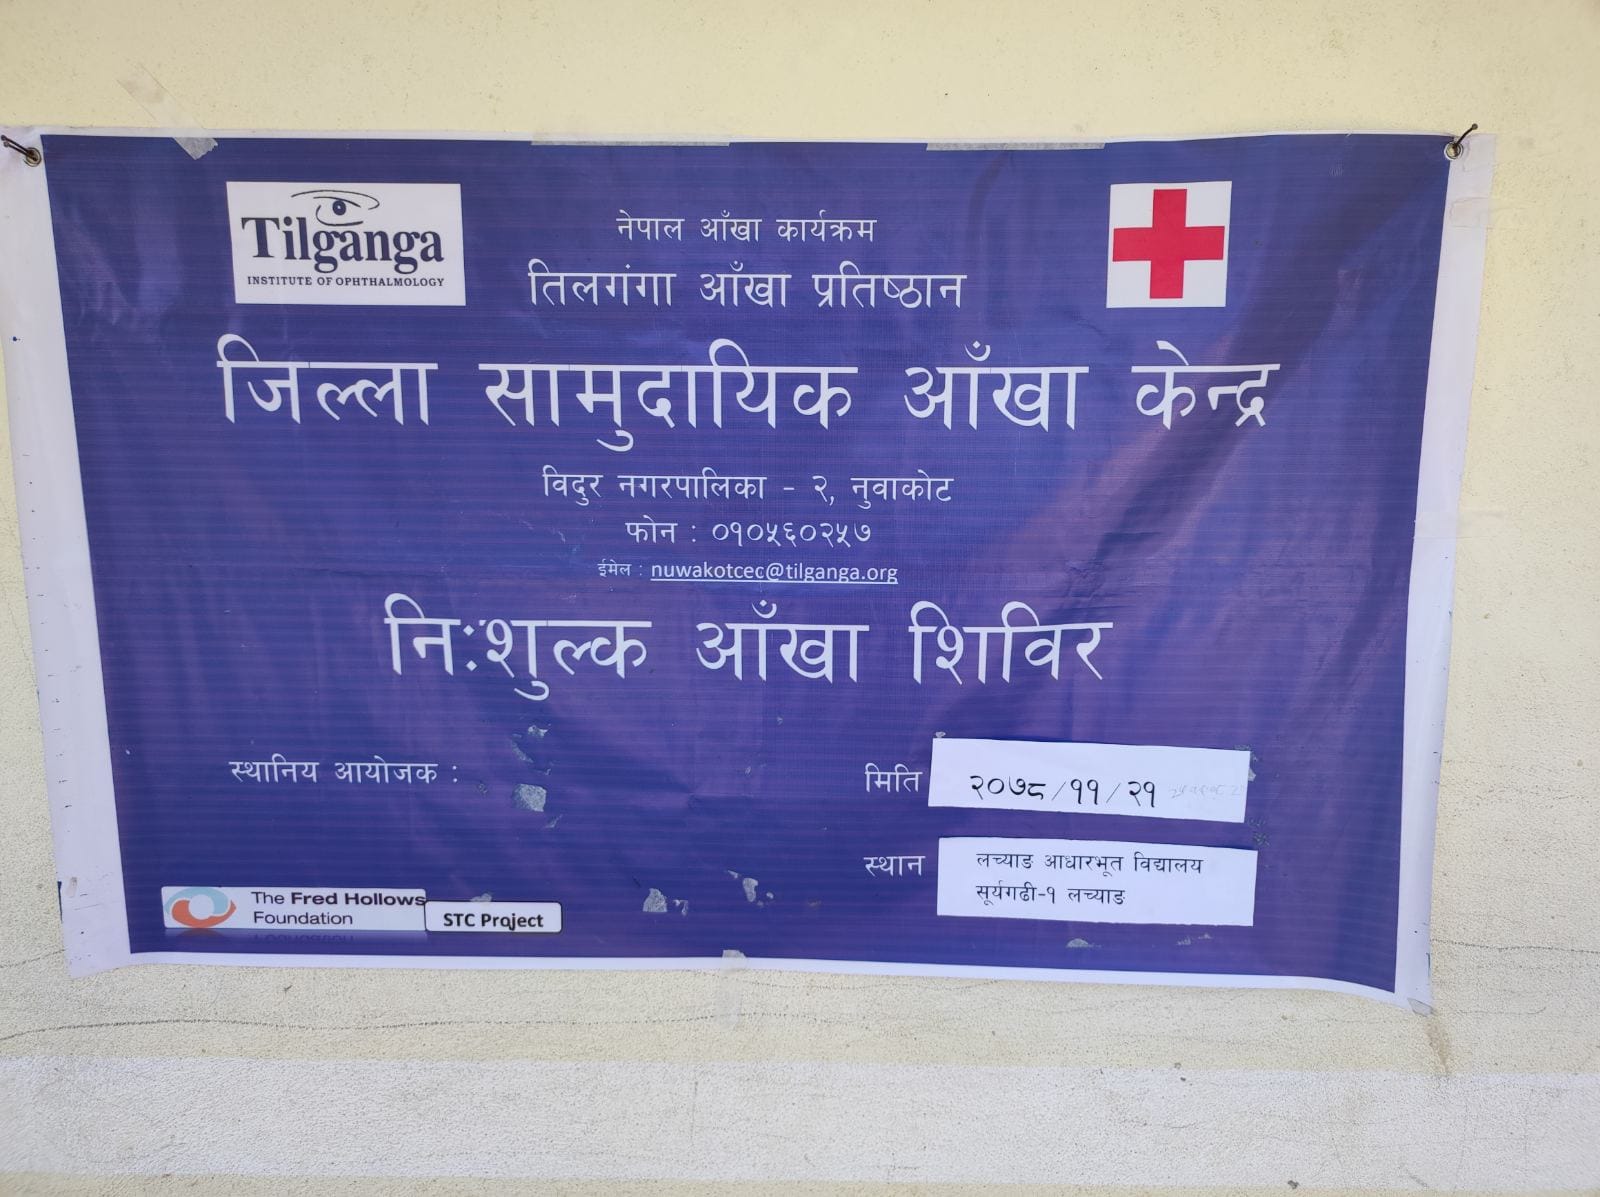 Tilganga
INSTITUTE OF OPHTHALMOLOGY
नेपाल आँखा कार्यक्रम
तिलगंगा आँखा प्रतिष्ठान
जिल्ला सामुदायिक आँखा केन्द्र
विदुर नगरपालिका - २, नुवाकोट
फोन : ०१०५६०२५७
ईमेल : nuwakotcec@tilganga.org
नि:शुल्क आँखा शिविर
स्थानिय आयोजक :
मिति २०७८/११/२१
स्थान लच्याङ आधारभूत विद्यालय
सूर्यगढी-१ लच्याङ
The Fred Hollows
Foundation
STC Project